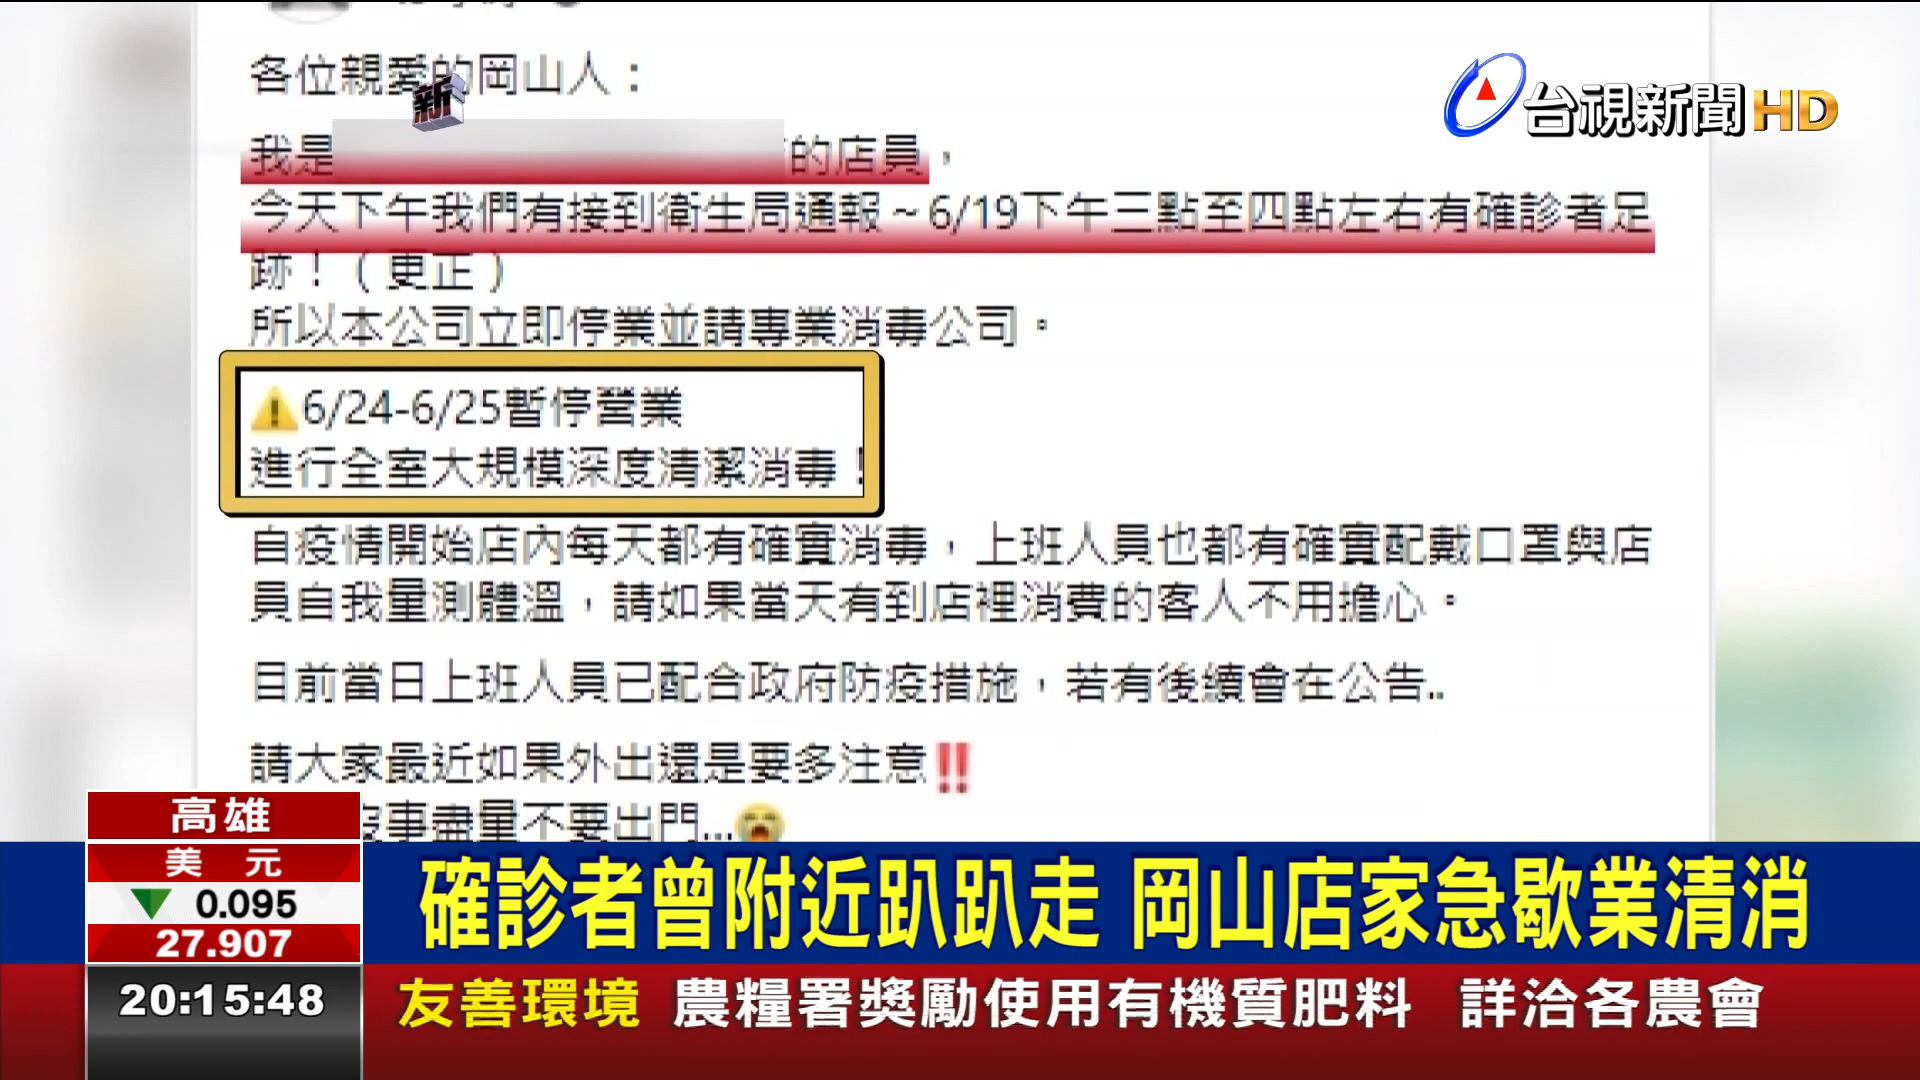 台視新聞HD
各位親愛的岡山人：
新
我是 的店員，
今天下午我們有接到衛生局通報～6/19下午三點至四點左右有確診者足
跡！（更正）
所以本公司立即停業並請專業消毒公司。
⚠6/24-6/25暫停營業
進行全室大規模深度清潔消毒！
自疫情開始店內每天都有確實消毒，上班人員也都有確實配戴口罩與店
員自我量測體溫，請如果當天有到店裡消費的客人不用擔心。
目前當日上班人員已配合政府防疫措施，若有後續會在公告..
請大家最近如果外出還是要多注意‼
沒事盡量不要出門...😭
高雄
美 元
▼ 0.095
27.907
20:15:48
確診者曾附近趴趴走 岡山店家急歇業清消
友善環境 農糧署獎勵使用有機質肥料 詳洽各農會